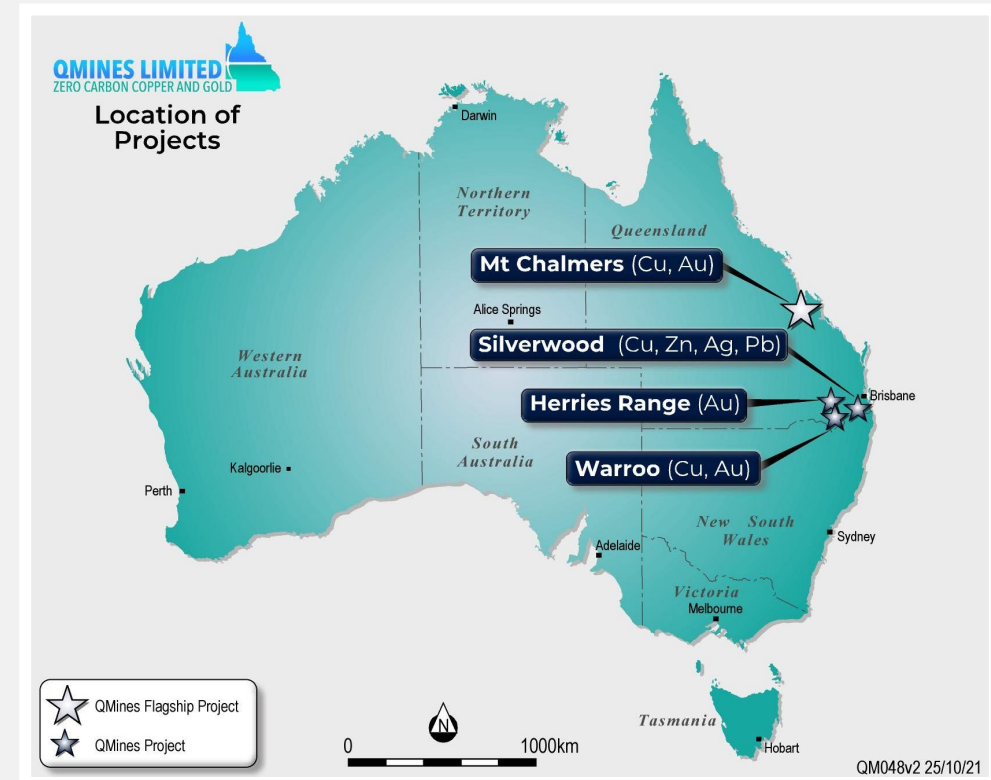 QMINES LIMITED
ZERO CARBON COPPER AND GOLD
Location of
Projects
Darwin
Northern
Territory
Queensland
Mt Chalmers (Cu, Au)
Alice Springs
Silverwood (Cu, Zn, Ag, Pb)
Western
Australia
Herries Range (Au)
Brisbane
South
Australia
Warroo (Cu, Au)
Kalgoorlie
Perth
New South
Wales
Sydney
Adelaide
Victoria
Melbourne
Tasmania
Hobart
QMines Flagship Project
QMines Project
N
0
1000km
QM048v2 25/10/21